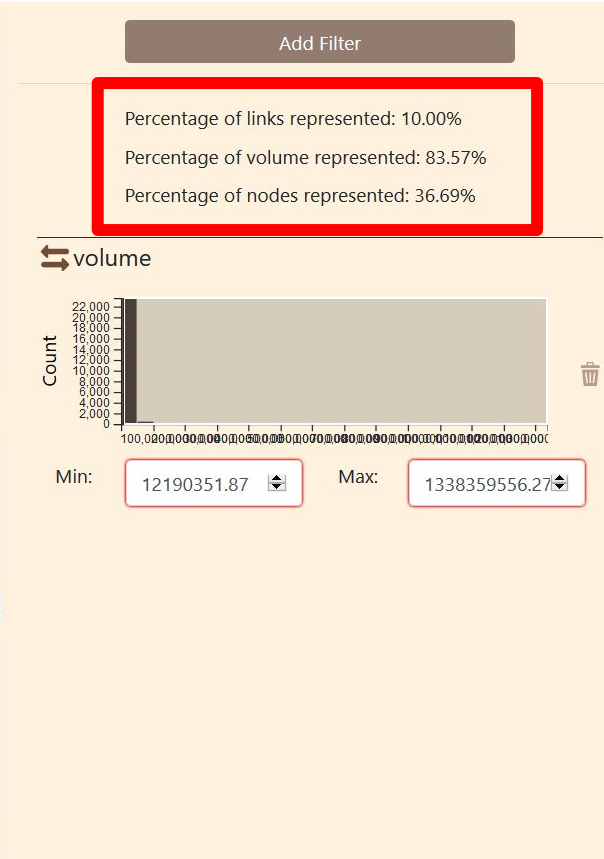 Add Filter
Percentage of links represented: 10.00%
Percentage of volume represented: 83.57%
Percentage of nodes represented: 36.69%
volume
Count
22,000
20,000
18,000
16,000
14,000
12,000
10,000
8,000
6,000
4,000
2,000
0
Min:
12190351.87
Max:
1338359556.27